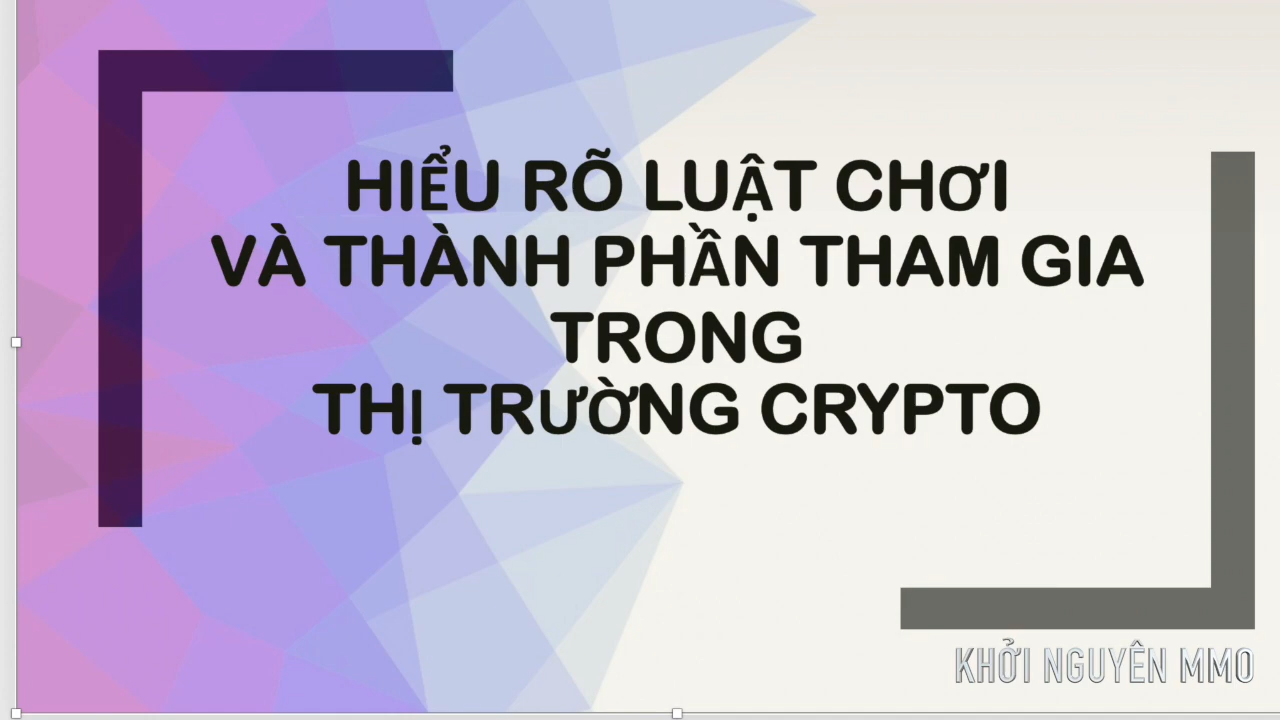 HIỂU RÕ LUẬT CHƠI
VÀ THÀNH PHẦN THAM GIA
TRONG
THỊ TRƯỜNG CRYPTO
KHỞI NGUYÊN MMO